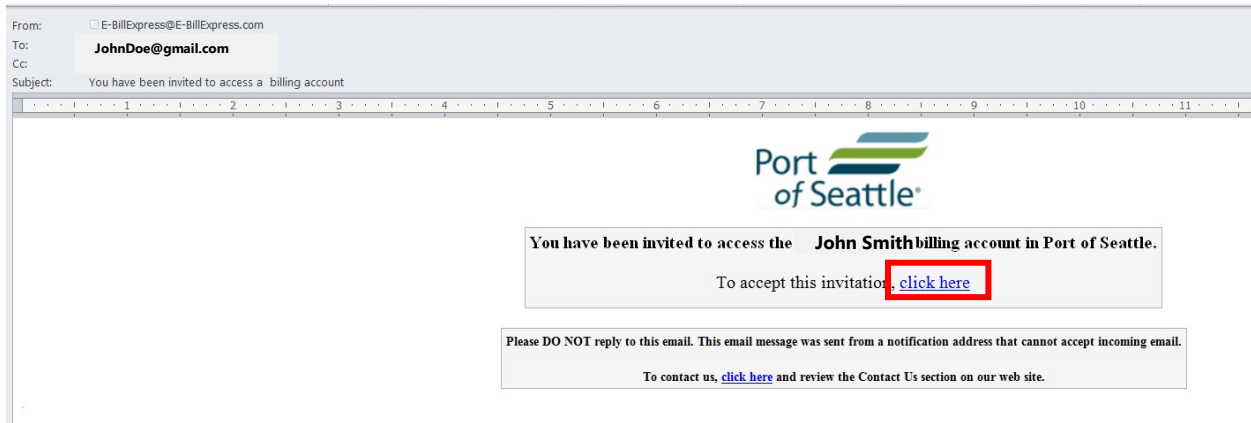 From: E-BillExpress@E-BillExpress.com
To: JohnDoe@gmail.com
Cc:
Subject: You have been invited to access a billing account
1 2 3 4 5 6 7 8 9 10 11
Port
of Seattle®
You have been invited to access the John Smith billing account in Port of Seattle.
To accept this invitation, click here
Please DO NOT reply to this email. This email message was sent from a notification address that cannot accept incoming email.
To contact us, click here and review the Contact Us section on our web site.